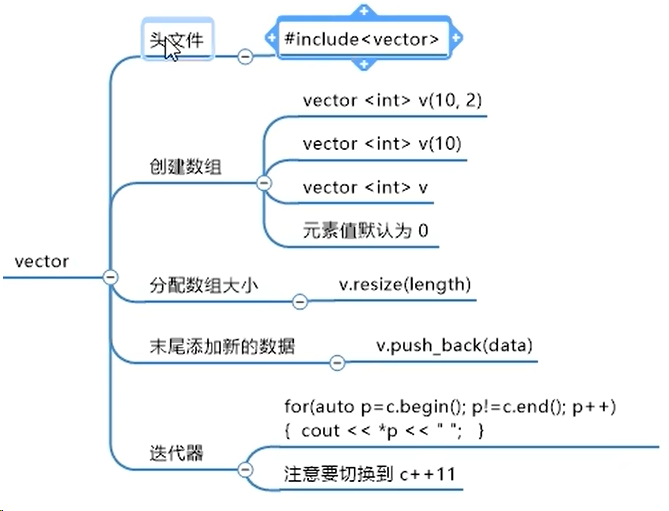 vector
头文件
#include<vector>
创建数组
vector <int> v(10, 2)
vector <int> v(10)
vector <int> v
元素值默认为 0
分配数组大小
v.resize(length)
末尾添加新的数据
v.push_back(data)
迭代器
for(auto p=c.begin(); p!=c.end(); p++)
{ cout << *p << " "; }
注意要切换到 c++11